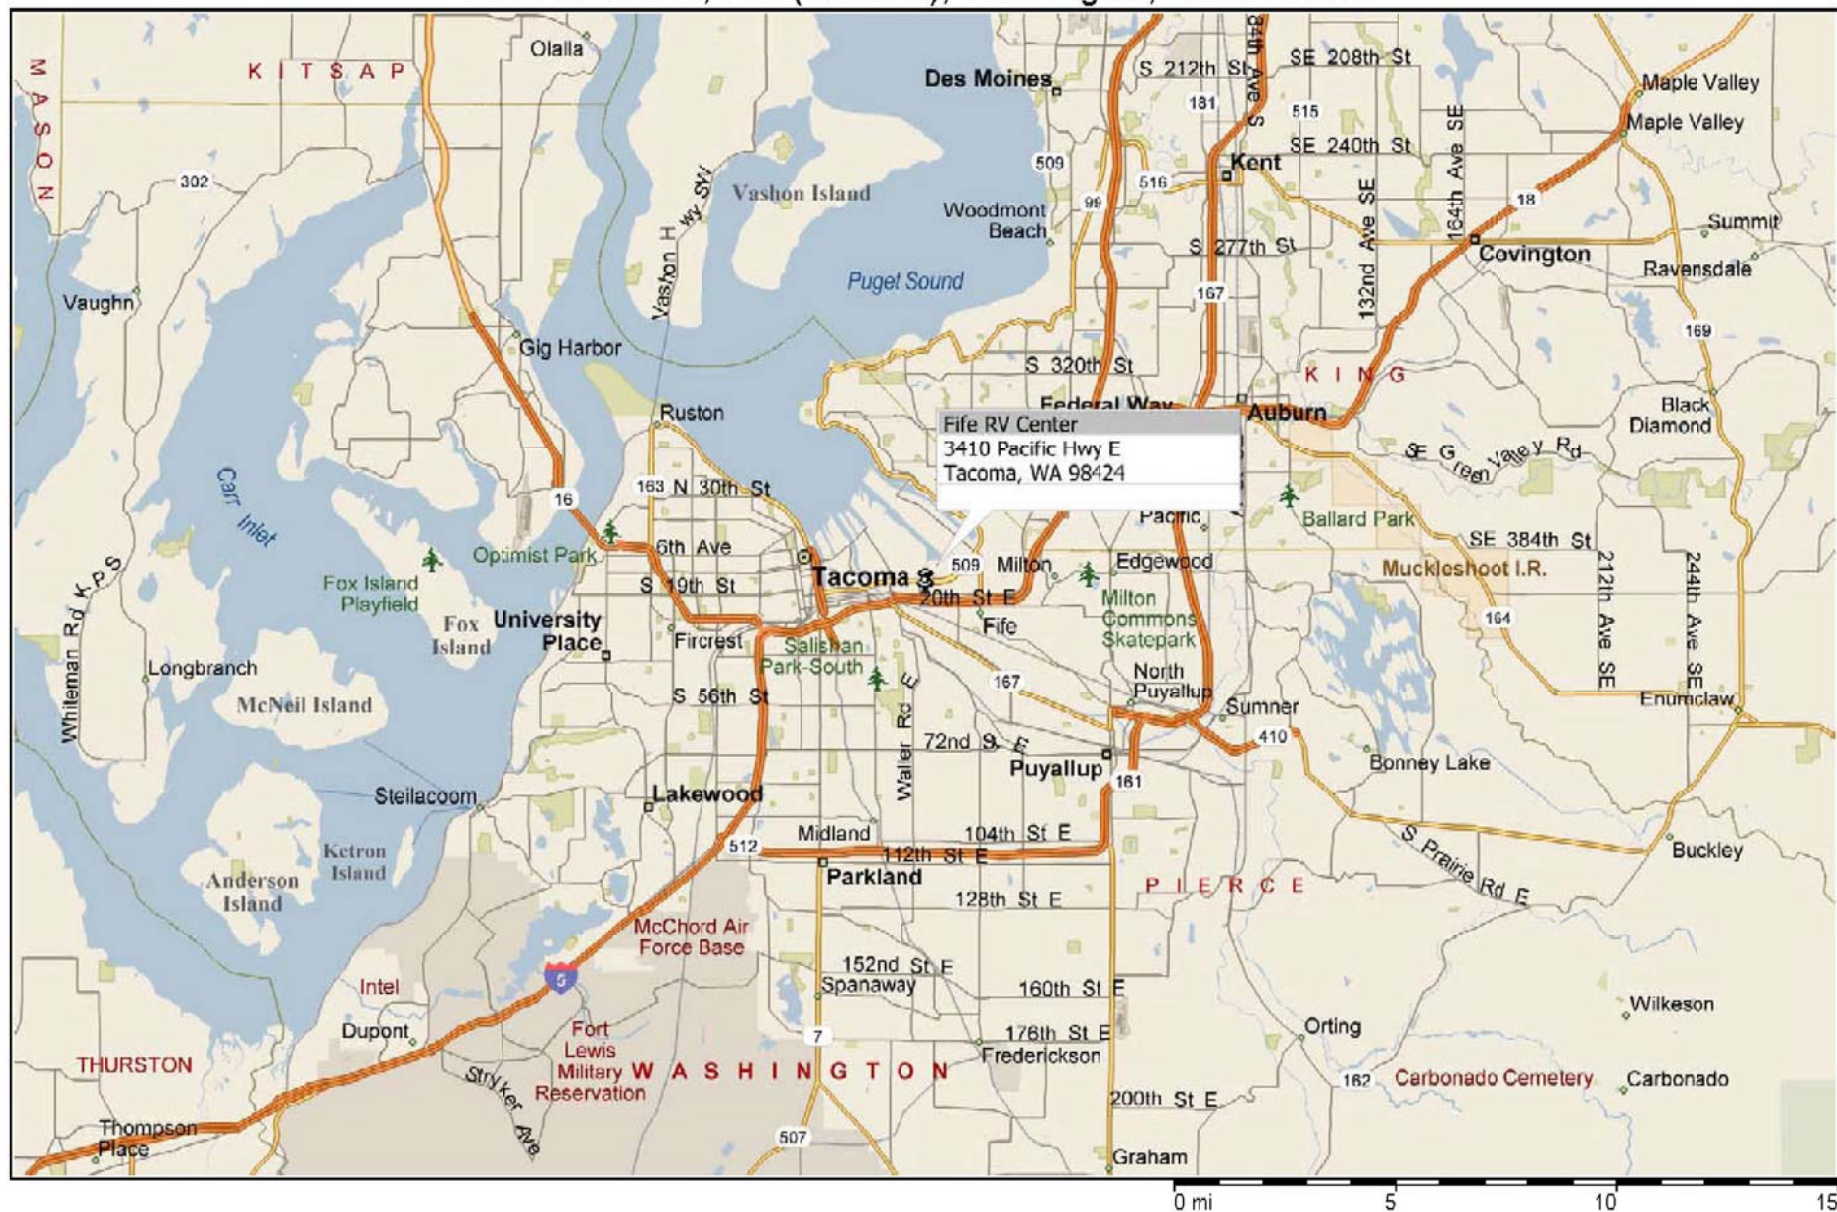 Olalla
MASON
KITSAP
Des Moines
S 212th St
84th Ave S
SE 208th St
Maple Valley
181
515
Maple Valley
302
Vashon Hwy SW
Vashon Island
509
Kent
SE 240th St
164th Ave SE
516
99
132nd Ave SE
18
Woodmont
Beach
Summit
S 277th St
Covington
Ravensdale
Vaughn
Puget Sound
167
169
Gig Harbor
S 320th St
KING
Ruston
Federal Way
Auburn
Black
Diamond
Fife RV Center
3410 Pacific Hwy E
Tacoma, WA 98424
SE Green Valley Rd
Carr Inlet
16
163
N 30th St
Pacific
Ballard Park
Optimist Park
6th Ave
SE 384th St
Fox Island
Playfield
S 19th St
Tacoma
509
Milton
Edgewood
Muckleshoot I.R.
212th Ave SE
244th Ave SE
Whiteman Rd KPS
Fox
Island
University
Place
Fircrest
20th St E
Fife
Milton
Commons
Skatepark
164
Salishan
Park-South
Longbranch
McNeil Island
S 56th St
Waller Rd E
167
North
Puyallup
Sumner
Enumclaw
72nd St E
Puyallup
410
161
Bonney Lake
Steilacoom
Lakewood
Midland
104th St E
512
112th St E
S Prairie Rd E
Buckley
Ketron
Island
Anderson
Island
Parkland
128th St E
PIERCE
McChord Air
Force Base
152nd St E
Intel
5
Spanaway
160th St E
Wilkeson
Dupont
Fort
Lewis
Military
Reservation
7
176th St E
Frederickson
Orting
THURSTON
WASHINGTON
Stryker Ave
162
Carbonado Cemetery
Carbonado
200th St E
Thompson
Place
507
Graham
0 mi
5
10
15